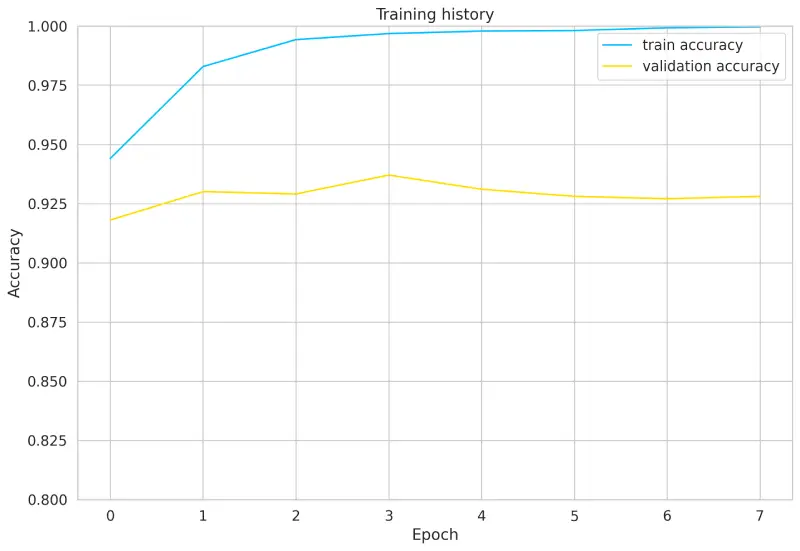 Training history
1.000
0.975
0.950
0.925
0.900
0.875
0.850
0.825
0.800
Accuracy
train accuracy
validation accuracy
0 1 2 3 4 5 6 7
Epoch